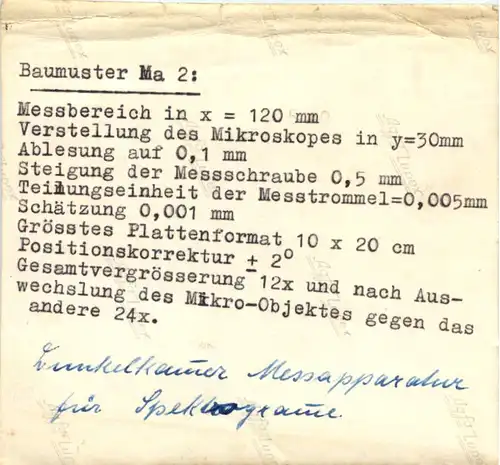 Baumuster Ma 2:
Messbereich in x = 120 mm
Verstellung des Mikroskopes in y=30mm
Ablesung auf 0,1 mm
Steigung der Messschraube 0,5 mm
Teilungseinheit der Messtrommel=0,005mm
Schätzung 0,001 mm
Grösstes Plattenformat 10 x 20 cm
Positionskorrektur ± 2°
Gesamtvergrösserung 12x und nach Aus-
wechslung des Mikro-Objektes gegen das
andere 24x.
Dunkelkamer Messapparatur
für Spektrograme.